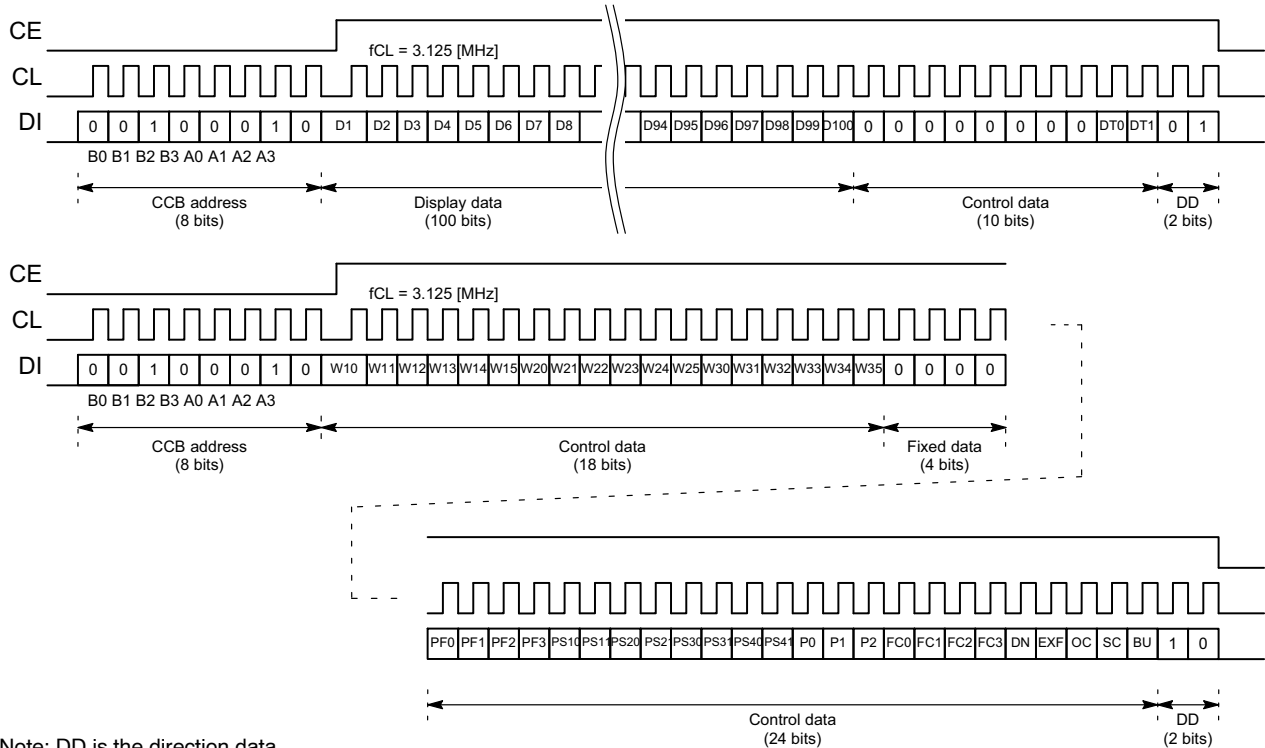 CE
fCL = 3.125 [MHz]
CL
DI 0 0 1 0 0 0 1 0 D1 D2 D3 D4 D5 D6 D7 D8 D94 D95 D96 D97 D98 D99 D100 0 0 0 0 0 0 0 0 DT0 DT1 0 1
B0 B1 B2 B3 A0 A1 A2 A3
CCB address Display data Control data DD
(8 bits) (100 bits) (10 bits) (2 bits)
CE
fCL = 3.125 [MHz]
CL
DI 0 0 1 0 0 0 1 0 W10 W11 W12 W13 W14 W15 W20 W21 W22 W23 W24 W25 W30 W31 W32 W33 W34 W35 0 0 0 0
B0 B1 B2 B3 A0 A1 A2 A3
CCB address Control data Fixed data
(8 bits) (18 bits) (4 bits)
PF0 PF1 PF2 PF3 PS10 PS11 PS20 PS21 PS30 PS31 PS40 PS41 P0 P1 P2 FC0 FC1 FC2 FC3 DN EXF OC SC BU 1 0
Control data DD
(24 bits) (2 bits)
Note: DD is the direction data